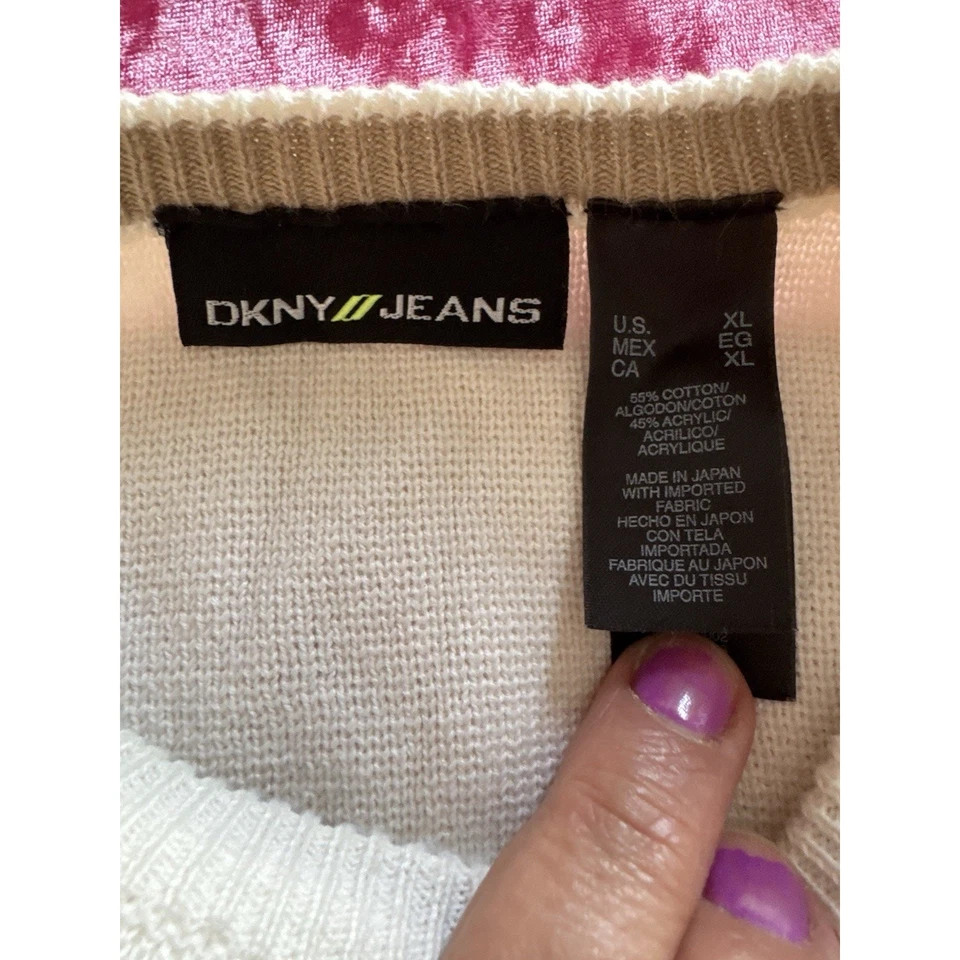 DKNY//JEANS
U.S. XL
MEX EG
CA XL
55% COTTON/
ALGODON/COTON
45% ACRYLIC/
ACRILICO/
ACRYLIQUE
MADE IN JAPAN
WITH IMPORTED
FABRIC
HECHO EN JAPON
CON TELA
IMPORTADA
FABRIQUE AU JAPON
AVEC DU TISSU
IMPORTE